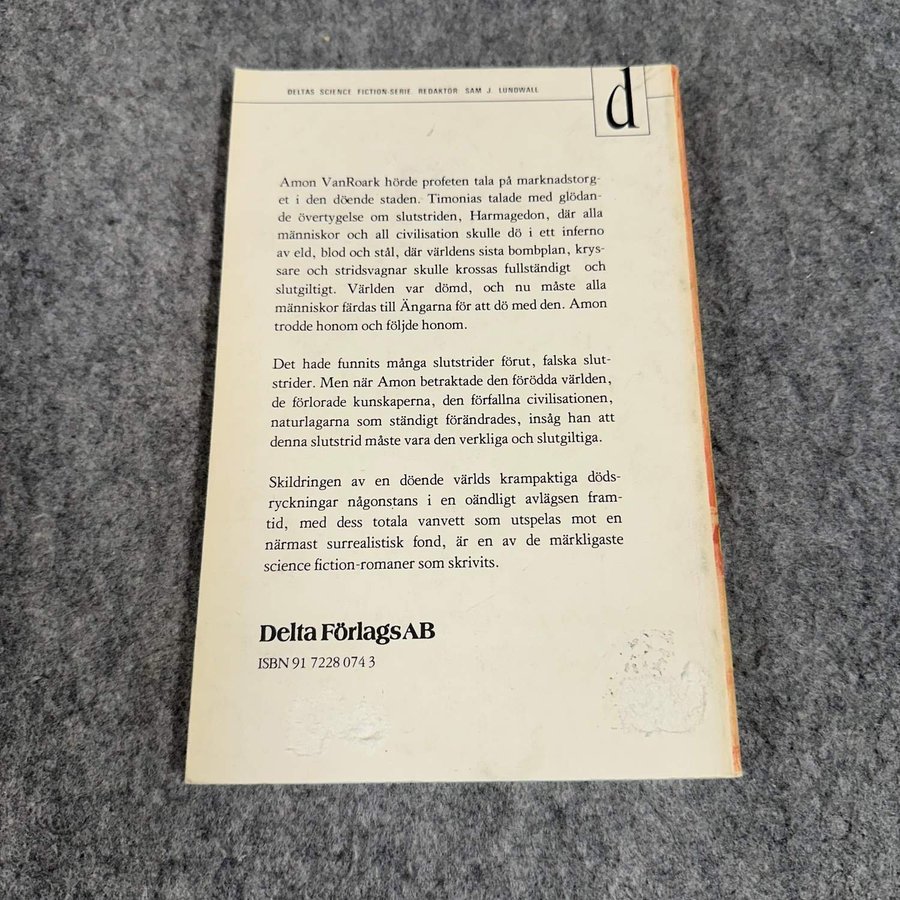 DELTAS SCIENCE FICTION-SERIE. REDAKTÖR SAM J. LUNDWALL
d
Amon VanRoark hörde profeten tala på marknadstorg-
et i den döende staden. Timonias talade med glödan-
de övertygelse om slutstriden, Harmagedon, där alla
människor och all civilisation skulle dö i ett inferno
av eld, blod och stål, där världens sista bombplan, krys-
sare och stridsvagnar skulle krossas fullständigt och
slutgiltigt. Världen var dömd, och nu måste alla
människor färdas till Ängarna för att dö med den. Amon
trodde honom och följde honom.
Det hade funnits många slutstrider förut, falska slut-
strider. Men när Amon betraktade den förödda världen,
de förlorade kunskaperna, den förfallna civilisationen,
naturlagarna som ständigt förändrades, insåg han att
denna slutstrid måste vara den verkliga och slutgiltiga.
Skildringen av en döende världs krampaktiga döds-
ryckningar någonstans i en oändligt avlägsen fram-
tid, med dess totala vanvett som utspelas mot en
närmast surrealistisk fond, är en av de märkligaste
science fiction-romaner som skrivits.
Delta Förlags AB
ISBN 91 7228 074 3